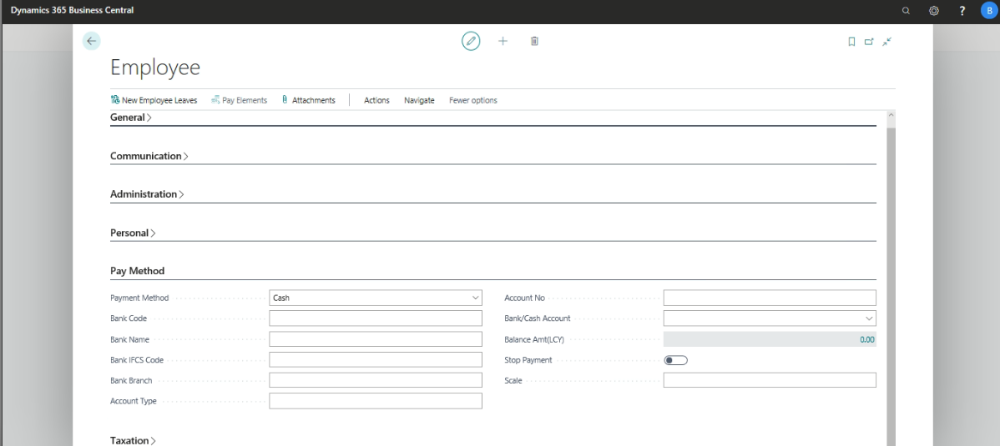 Dynamics 365 Business Central
?
B
Employee
New Employee Leaves Pay Elements Attachments Actions Navigate Fewer options
General
Communication
Administration
Personal
Pay Method
Payment Method Cash
Bank Code
Bank Name
Bank IFCS Code
Bank Branch
Account Type
Account No
Bank/Cash Account
Balance Amt(LCY) 0.00
Stop Payment
Scale
Taxation